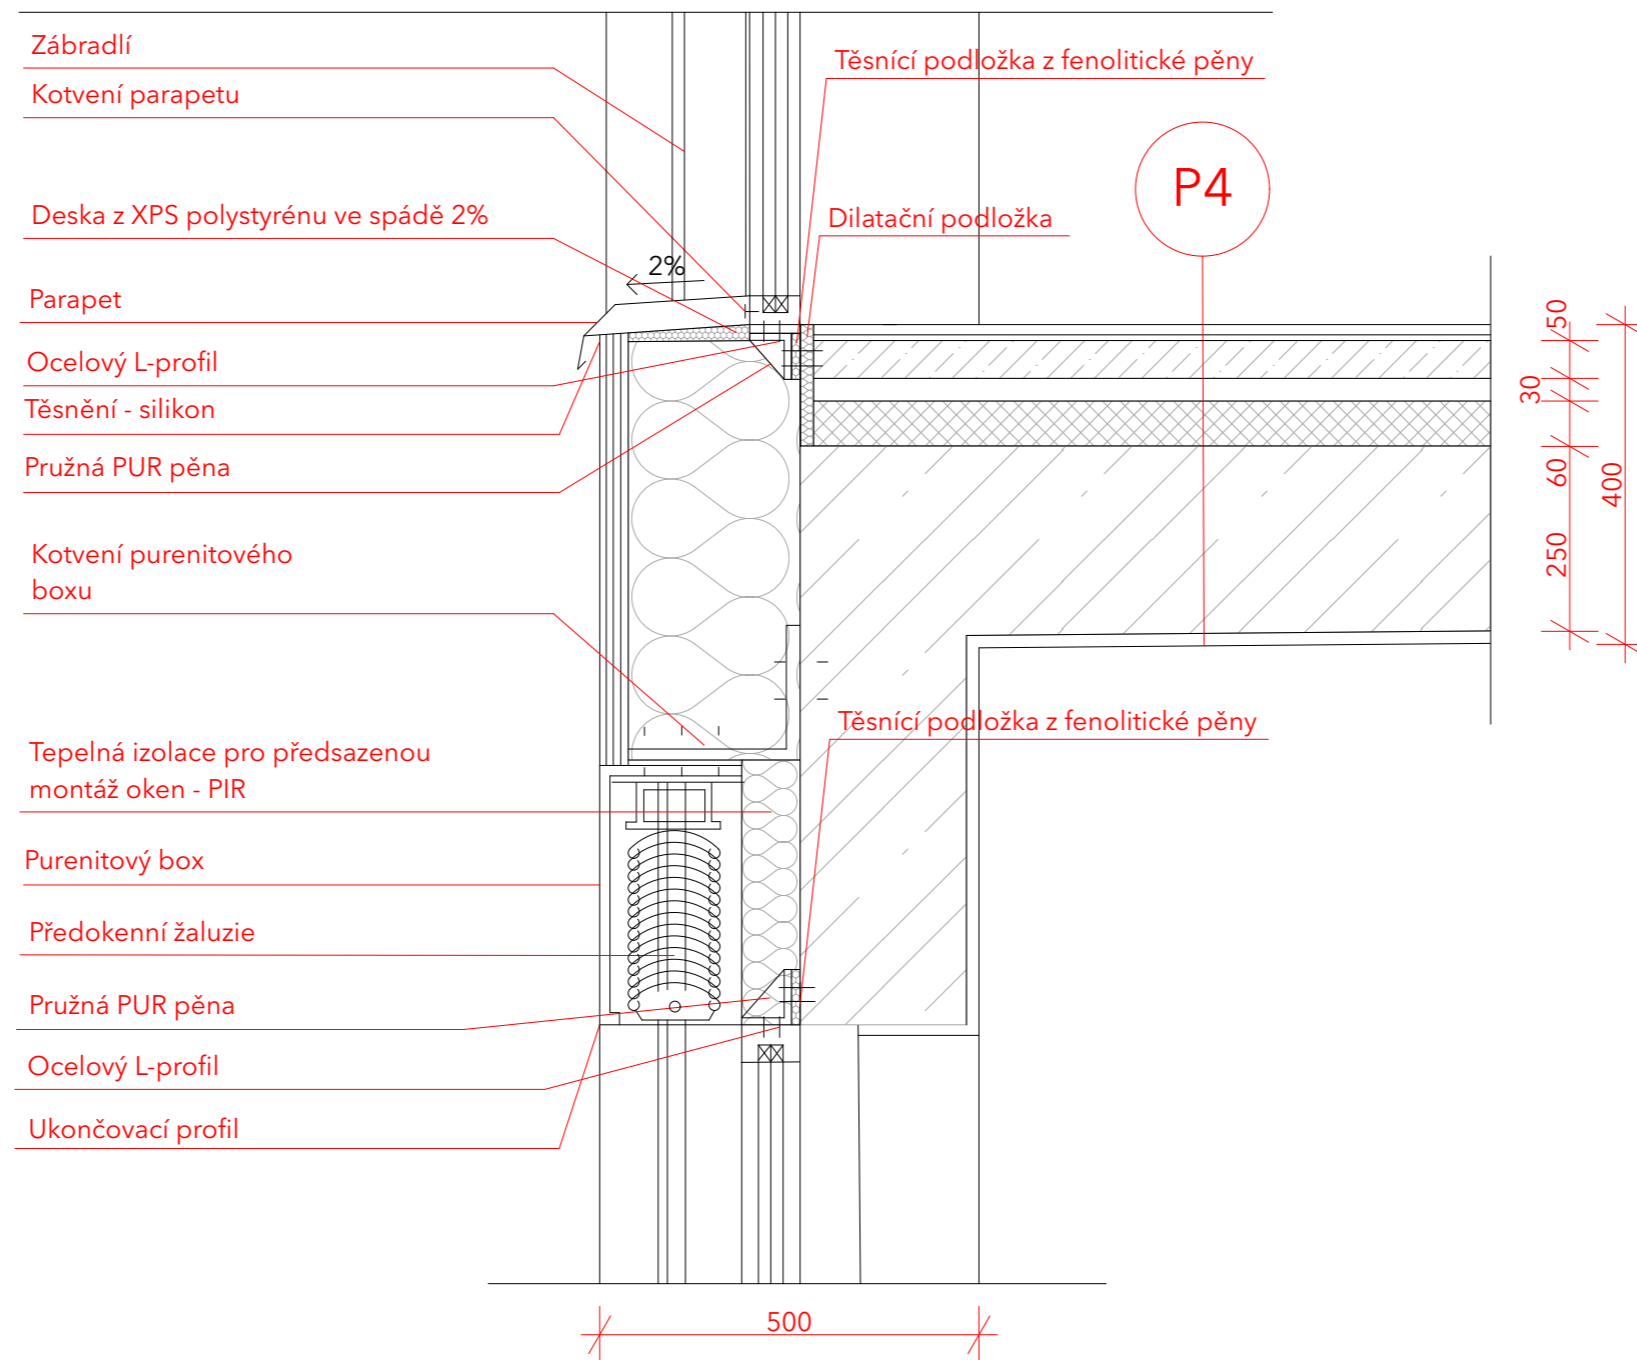 Zábradlí
Kotvení parapetu
Deska z XPS polystyrénu ve spádě 2%
Parapet
Ocelový L-profil
Těsnění - silikon
Pružná PUR pěna
Kotvení purenitového
boxu
Tepelná izolace pro předsazenou
montáž oken - PIR
Purenitový box
Předokenní žaluzie
Pružná PUR pěna
Ocelový L-profil
Ukončovací profil
2%
Těsnící podložka z fenolitické pěny
Dilatační podložka
P4
Těsnící podložka z fenolitické pěny
50
30
60
250
400
500